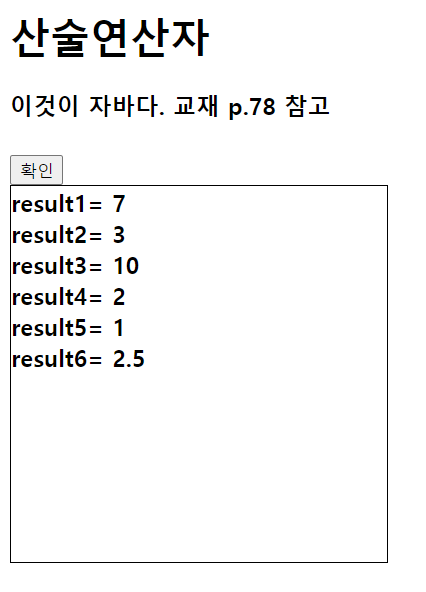 산술연산자
이것이 자바다. 교재 p.78 참고
확인
result1= 7
result2= 3
result3= 10
result4= 2
result5= 1
result6= 2.5